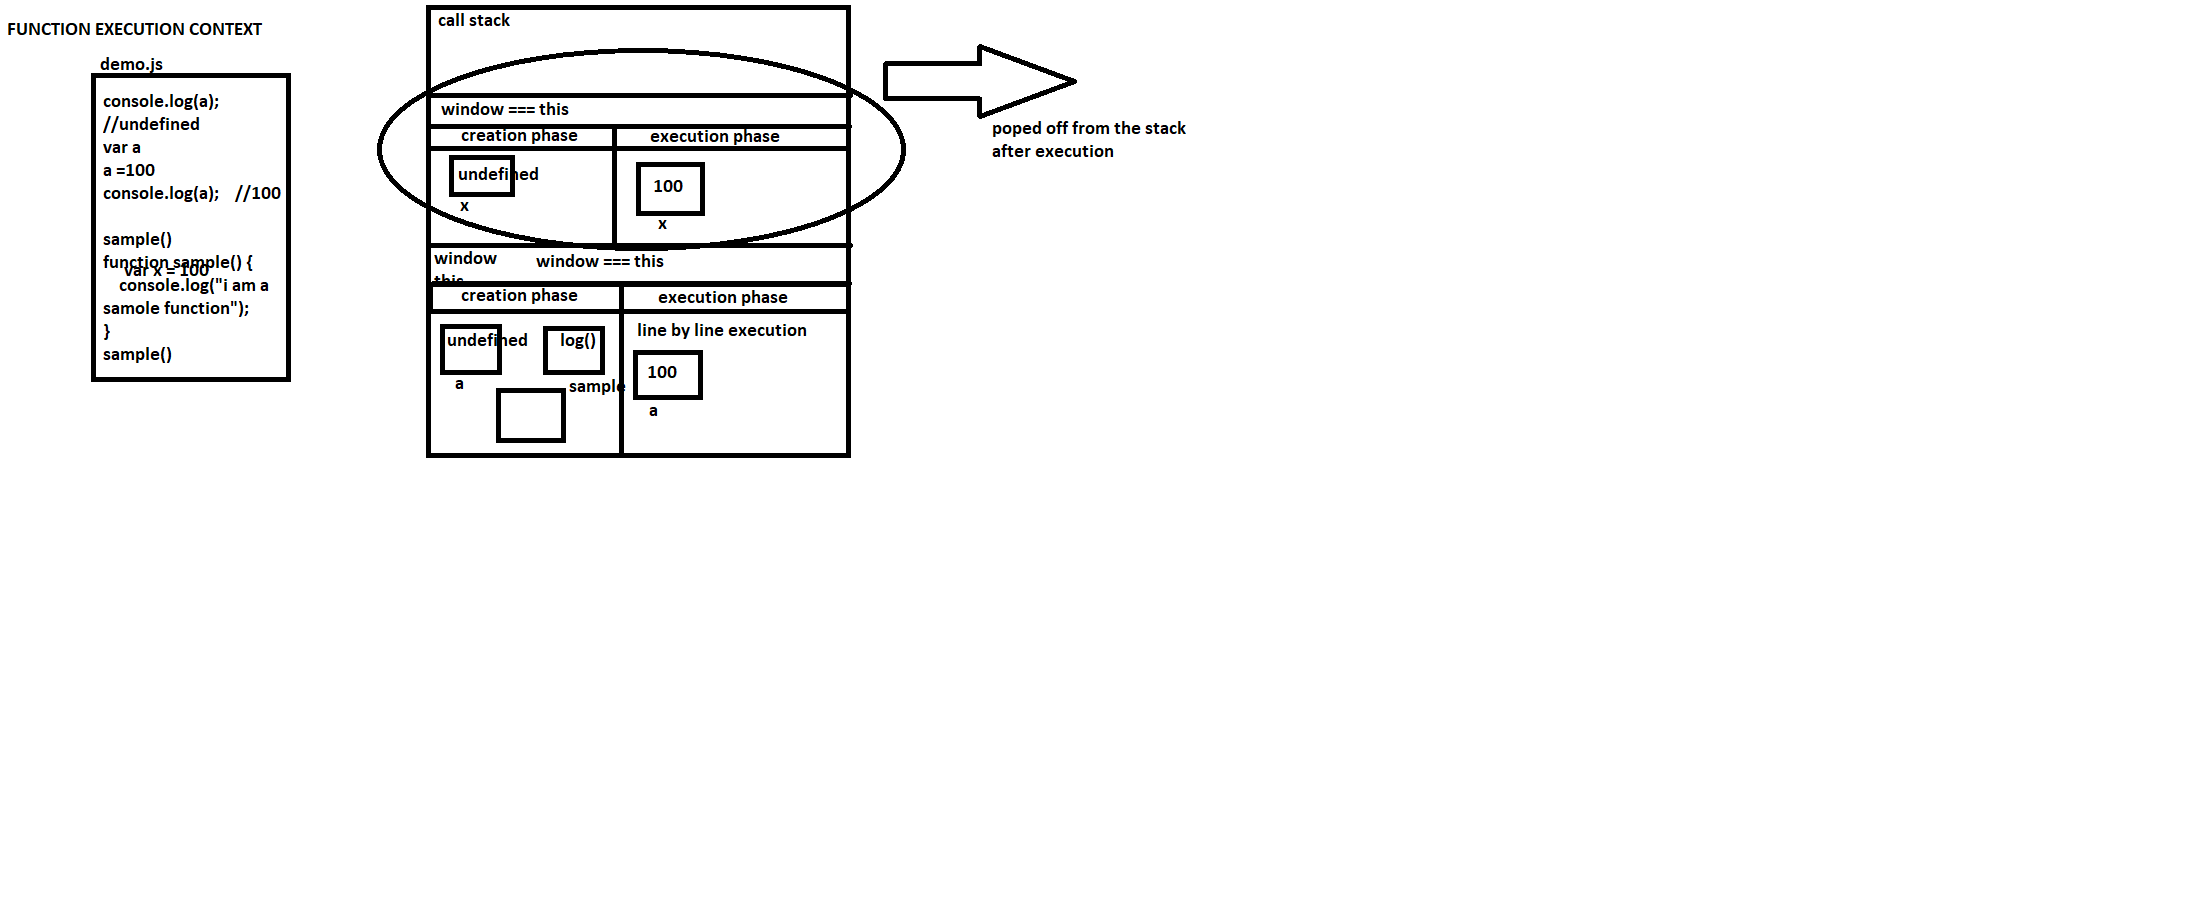 FUNCTION EXECUTION CONTEXT
demo.js
console.log(a);
//undefined
var a
a =100
console.log(a);   //100
sample()
function sample() {
var x = 100
console.log("i am a
samole function");
}
sample()
call stack
window === this
creation phase
execution phase
undefined
x
100
x
window
this
window === this
creation phase
execution phase
undefined
a
log()
sample
line by line execution
100
a
poped off from the stack
after execution